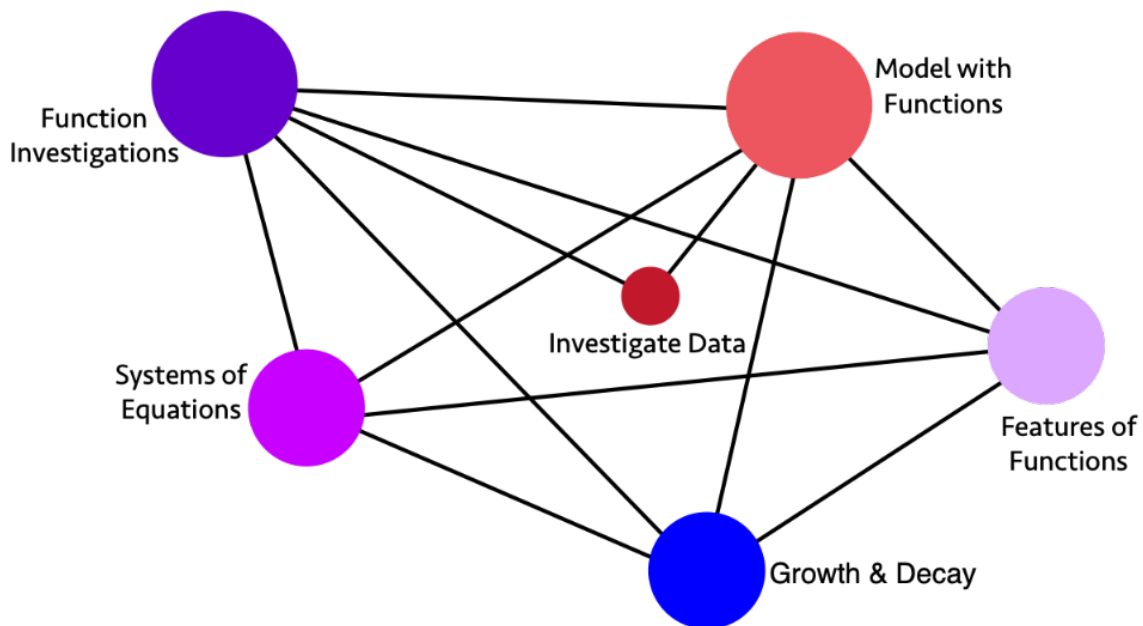 Model with
Functions
Function
Investigations
Investigate Data
Systems of
Equations
Features of
Functions
Growth & Decay